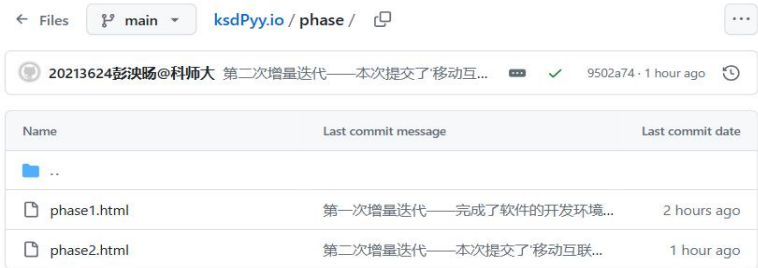 Files main ksdPyy.io / phase /
20213624彭泱旸@科师大 第二次增量迭代——本次提交了‘移动互... 9502a74 · 1 hour ago
Name Last commit message Last commit date
..
phase1.html 第一次增量迭代——完成了软件的开发环境... 2 hours ago
phase2.html 第二次增量迭代——本次提交了‘移动互联... 1 hour ago